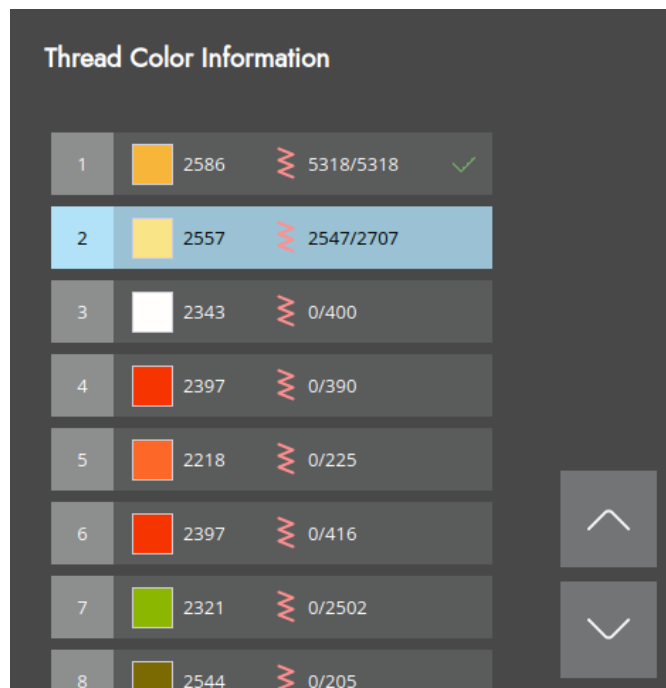 Thread Color Information
1 2586 5318/5318
2 2557 2547/2707
3 2343 0/400
4 2397 0/390
5 2218 0/225
6 2397 0/416
7 2321 0/2502
8 2544 0/205